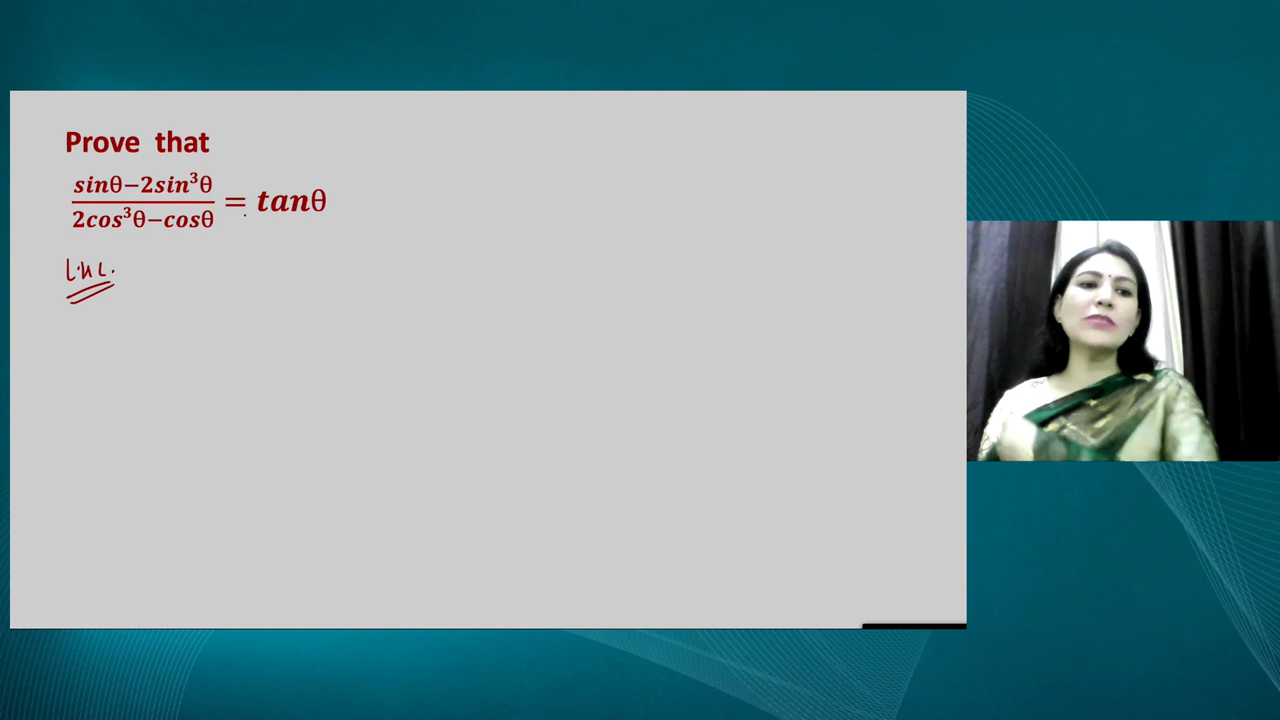 Prove that
sinθ−2sin³θ
2cos³θ−cosθ
= tanθ
L.h.